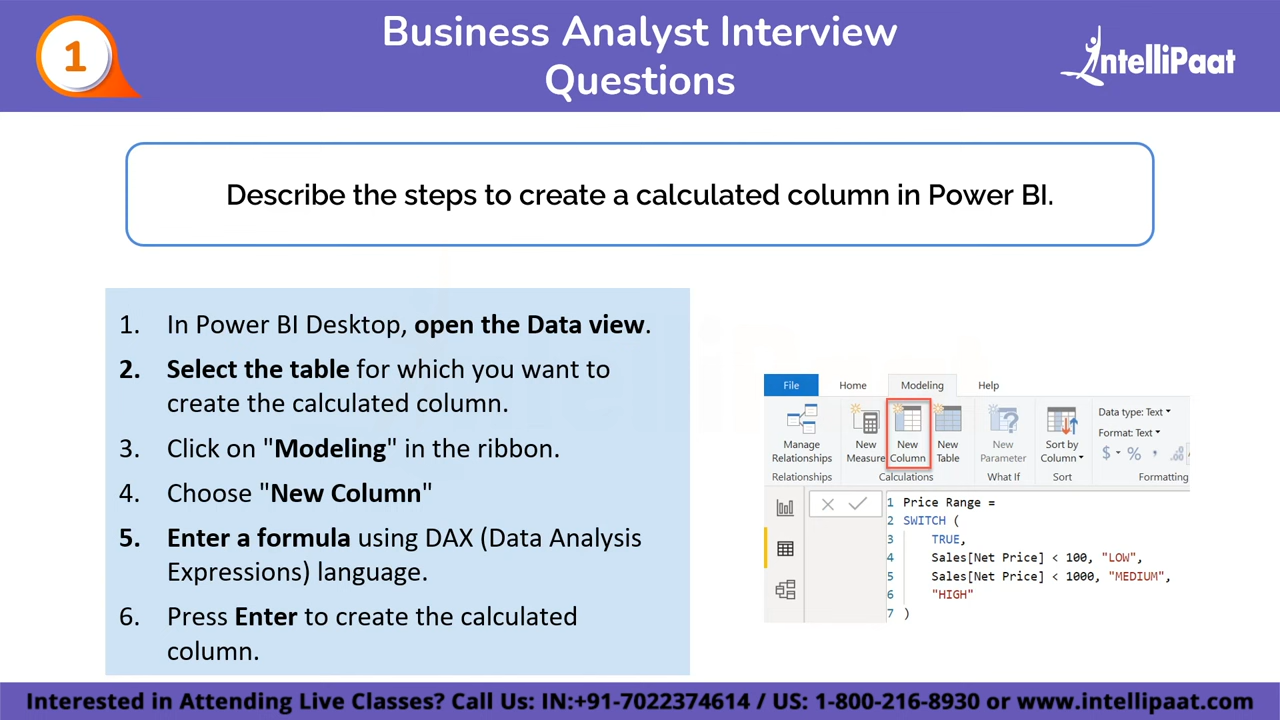 1
Business Analyst Interview
Questions
IntelliPaat
Describe the steps to create a calculated column in Power BI.
1. In Power BI Desktop, open the Data view.
2. Select the table for which you want to
create the calculated column.
3. Click on "Modeling" in the ribbon.
4. Choose "New Column"
5. Enter a formula using DAX (Data Analysis
Expressions) language.
6. Press Enter to create the calculated
column.
File Home Modeling Help
Manage
Relationships
New
Measure
New
Column
New
Table
New
Parameter
Sort by
Column
Data type: Text
Format: Text
$ % ,
Relationships Calculations What If Sort Formatting
1 Price Range =
2 SWITCH (
3 TRUE,
4 Sales[Net Price] < 100, "LOW",
5 Sales[Net Price] < 1000, "MEDIUM",
6 "HIGH"
7 )
Interested in Attending Live Classes? Call Us: IN:+91-7022374614 / US: 1-800-216-8930 or www.intellipaat.com